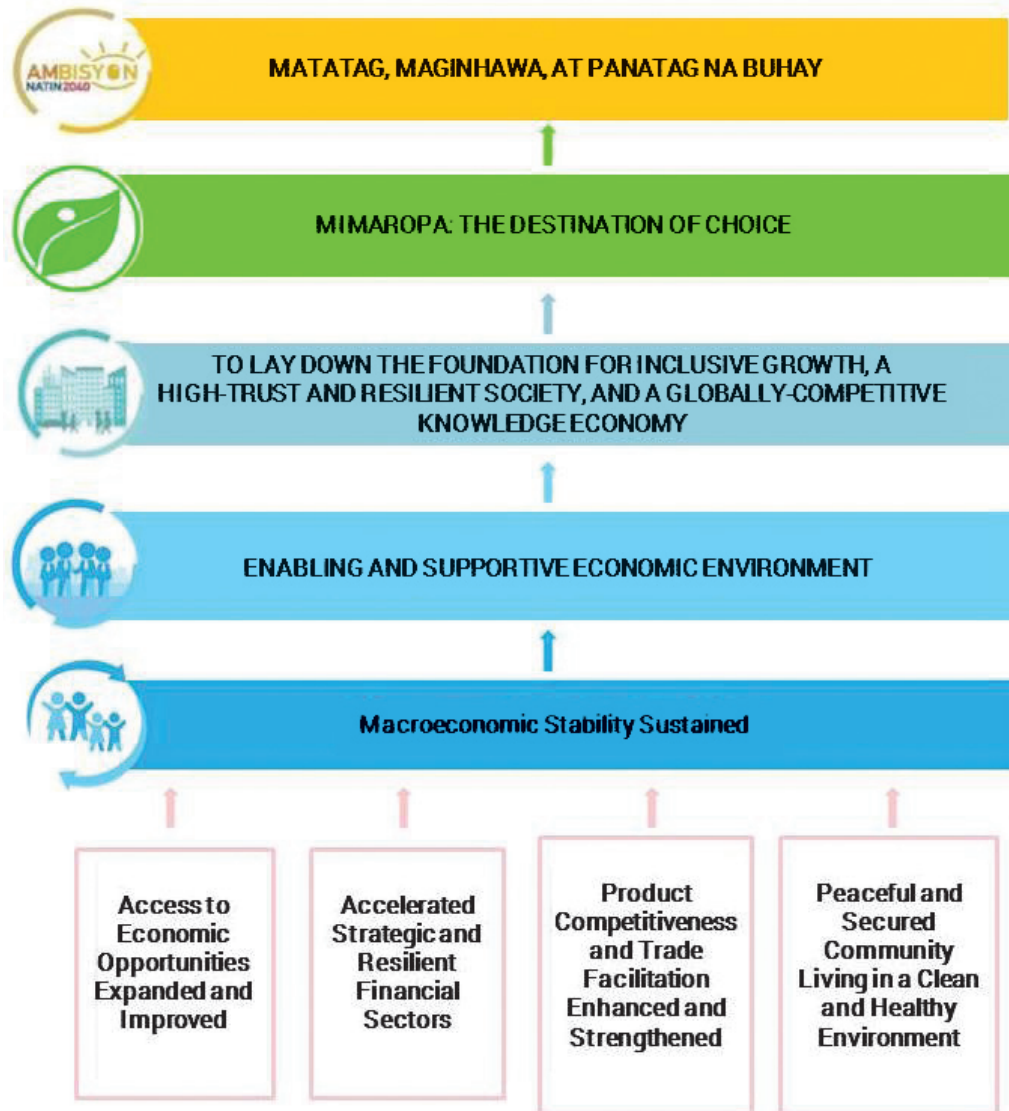 AMBISYON
NATIN 2040
MATATAG, MAGINHAWA, AT PANATAG NA BUHAY
MIMAROPA: THE DESTINATION OF CHOICE
TO LAY DOWN THE FOUNDATION FOR INCLUSIVE GROWTH, A
HIGH-TRUST AND RESILIENT SOCIETY, AND A GLOBALLY-COMPETITIVE
KNOWLEDGE ECONOMY
ENABLING AND SUPPORTIVE ECONOMIC ENVIRONMENT
Macroeconomic Stability Sustained
Access to
Economic
Opportunities
Expanded and
Improved
Accelerated
Strategic and
Resilient
Financial
Sectors
Product
Competitiveness
and Trade
Facilitation
Enhanced and
Strengthened
Peaceful and
Secured
Community
Living in a Clean
and Healthy
Environment